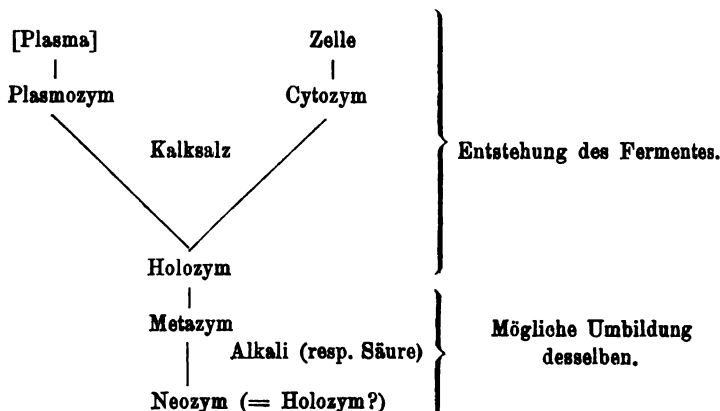 [Plasma] Zelle
Plasmozym Cytozym
Kalksalz
Entstehung des Fermentes.
Holozym
Metazym
Alkali (resp. Säure)
Mögliche Umbildung
desselben.
Neozym (= Holozym?)